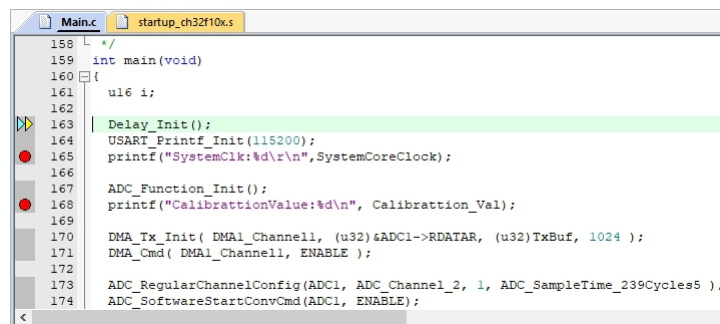 Main.c startup_ch32f10x.s
158 */
159 int main(void)
160 {
161 u16 i;
162
163 Delay_Init();
164 USART_Printf_Init(115200);
165 printf("SystemClk:%d\r\n",SystemCoreClock);
166
167 ADC_Function_Init();
168 printf("CalibrattionValue:%d\n", Calibrattion_Val);
169
170 DMA_Tx_Init( DMA1_Channel1, (u32)&ADC1->RDATAR, (u32)TxBuf, 1024 );
171 DMA_Cmd( DMA1_Channel1, ENABLE );
172
173 ADC_RegularChannelConfig(ADC1, ADC_Channel_2, 1, ADC_SampleTime_239Cycles5 );
174 ADC_SoftwareStartConvCmd(ADC1, ENABLE);